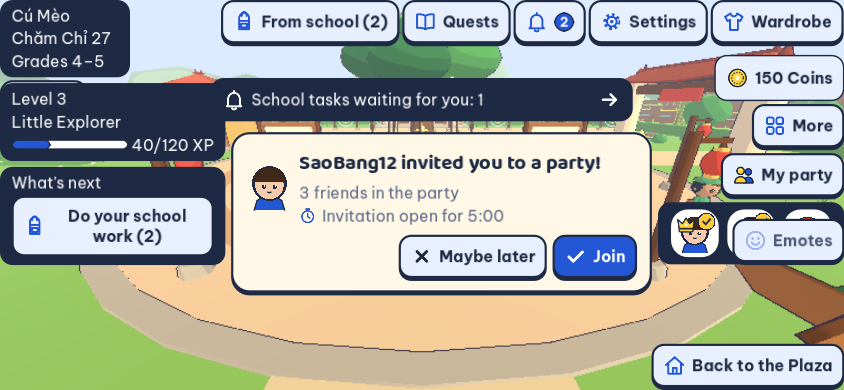 Cú Mèo
Chăm Chỉ 27
Grades 4–5
From school (2)
Quests
2
Settings
Wardrobe
Level 3
Little Explorer
40/120 XP
School tasks waiting for you: 1
150 Coins
More
My party
What's next
Do your school
work (2)
SaoBang12 invited you to a party!
3 friends in the party
Invitation open for 5:00
Maybe later
Join
Emotes
Back to the Plaza